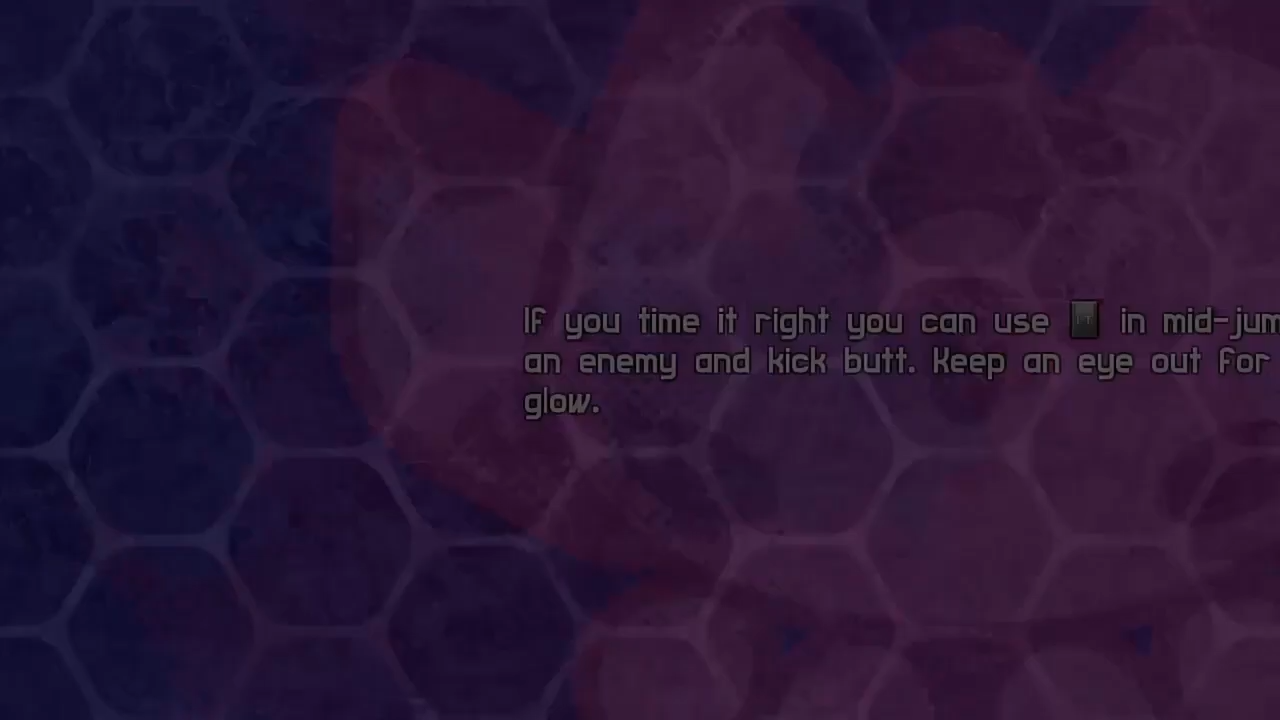 If you time it right you can use in mid-jum
an enemy and kick butt. Keep an eye out for
glow.